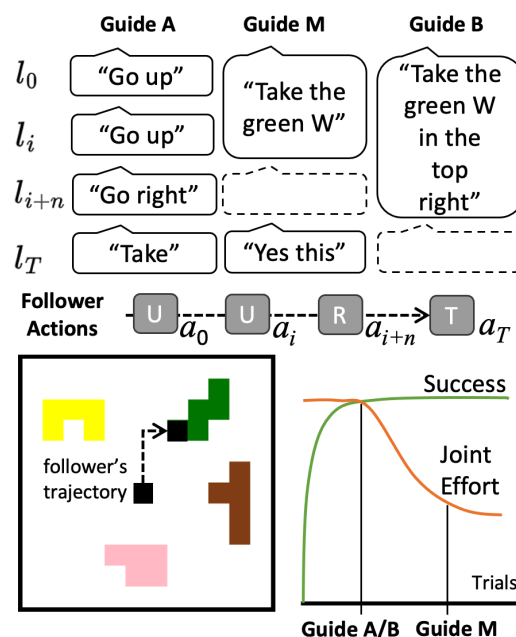 Guide A Guide M Guide B
l0 “Go up” “Take the green W” “Take the green W in the top right”
li “Go up”
li+n “Go right”
lT “Take” “Yes this”
Follower Actions U a0 U ai R ai+n T aT
follower’s
trajectory
Success
Joint
Effort
Trials
Guide A/B Guide M